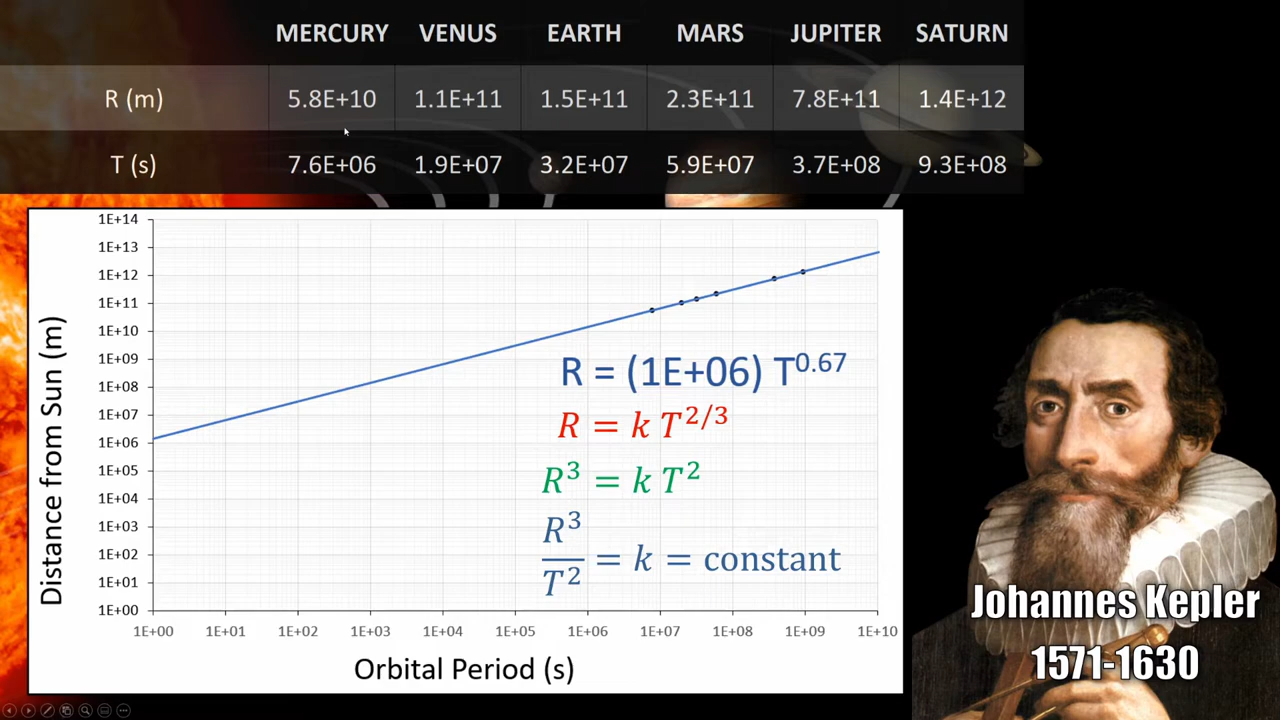 MERCURY VENUS EARTH MARS JUPITER SATURN
R (m) 5.8E+10 1.1E+11 1.5E+11 2.3E+11 7.8E+11 1.4E+12
T (s) 7.6E+06 1.9E+07 3.2E+07 5.9E+07 3.7E+08 9.3E+08
1E+14
1E+13
1E+12
1E+11
1E+10
1E+09
1E+08
1E+07
1E+06
1E+05
1E+04
1E+03
1E+02
1E+01
1E+00
Distance from Sun (m)
R = (1E+06) T^0.67
R = k T^2/3
R^3 = k T^2
R^3/T^2 = k = constant
1E+00 1E+01 1E+02 1E+03 1E+04 1E+05 1E+06 1E+07 1E+08 1E+09 1E+10
Orbital Period (s)
Johannes Kepler
1571-1630